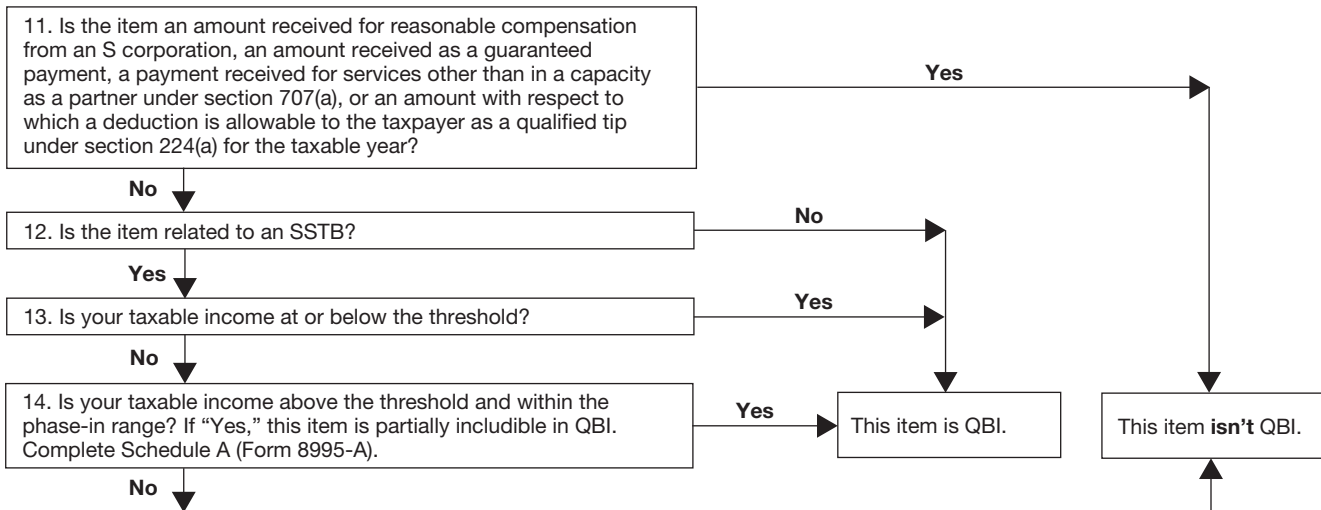 11. Is the item an amount received for reasonable compensation
from an S corporation, an amount received as a guaranteed
payment, a payment received for services other than in a capacity
as a partner under section 707(a), or an amount with respect to
which a deduction is allowable to the taxpayer as a qualified tip
under section 224(a) for the taxable year?
Yes
No
12. Is the item related to an SSTB?
No
Yes
13. Is your taxable income at or below the threshold?
Yes
No
14. Is your taxable income above the threshold and within the
phase-in range? If “Yes,” this item is partially includible in QBI.
Complete Schedule A (Form 8995-A).
Yes
This item is QBI.
This item isn’t QBI.
No